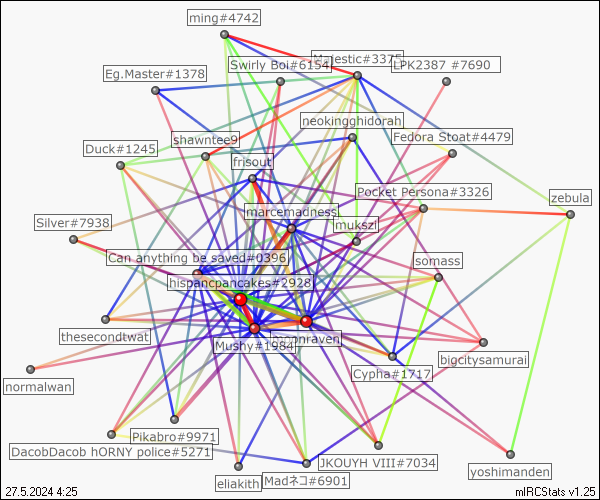 ming#4742
Swirly Boi#6154
Majestic#3375
LPK2387 #7690
Eg.Master#1378
neokingghidorah
Fedora Stoat#4479
shawntee9
Duck#1245
frisout
Pocket Persona#3326
zebula
marcemadness
Silver#7938
mukszi
Can anything be saved#0396
somass
hispancpancakes#2928
thesecondtwat
Mushy#1984
bigcitysamurai
Cypha#1717
normalwan
Pikabro#9971
DacobDacob hORNY police#5271
JKOUYH VIII#7034
yoshimanden
eliakith
Madネコ#6901
27.5.2024 4:25
mIRCStats v1.25